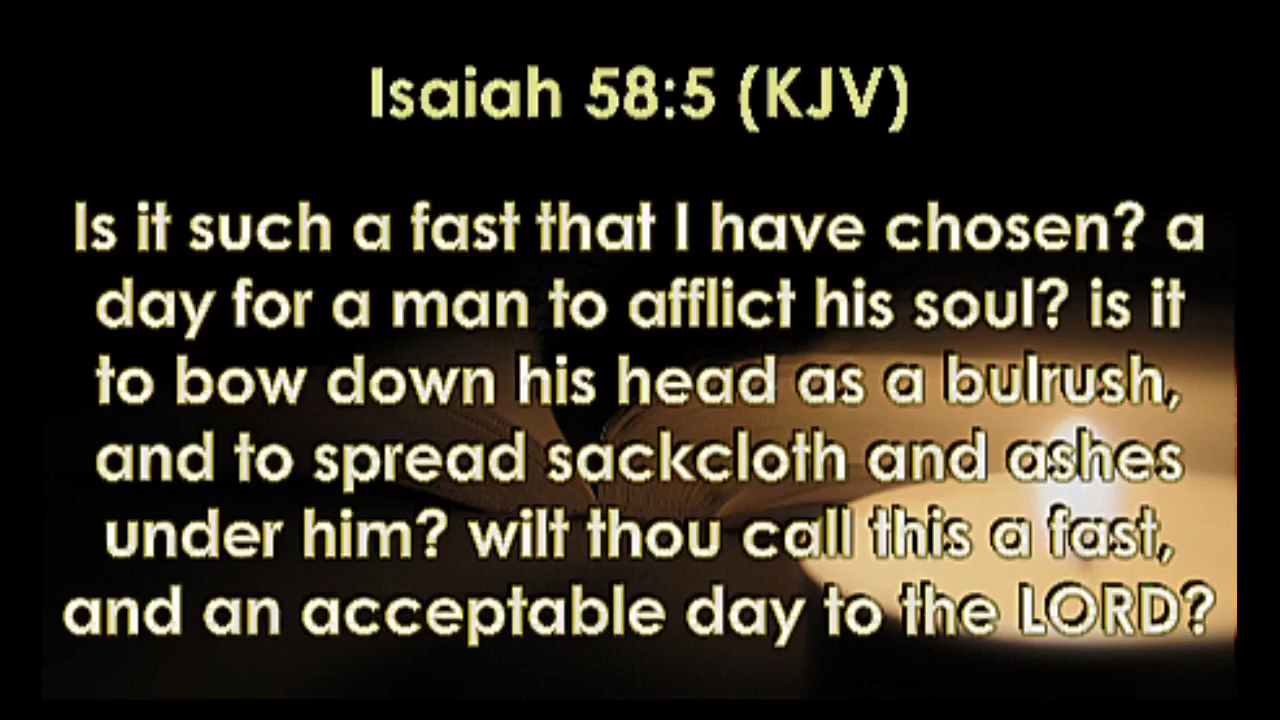 Isaiah 58:5 (KJV)
Is it such a fast that I have chosen? a
day for a man to afflict his soul? is it
to bow down his head as a bulrush,
and to spread sackcloth and ashes
under him? wilt thou call this a fast,
and an acceptable day to the LORD?